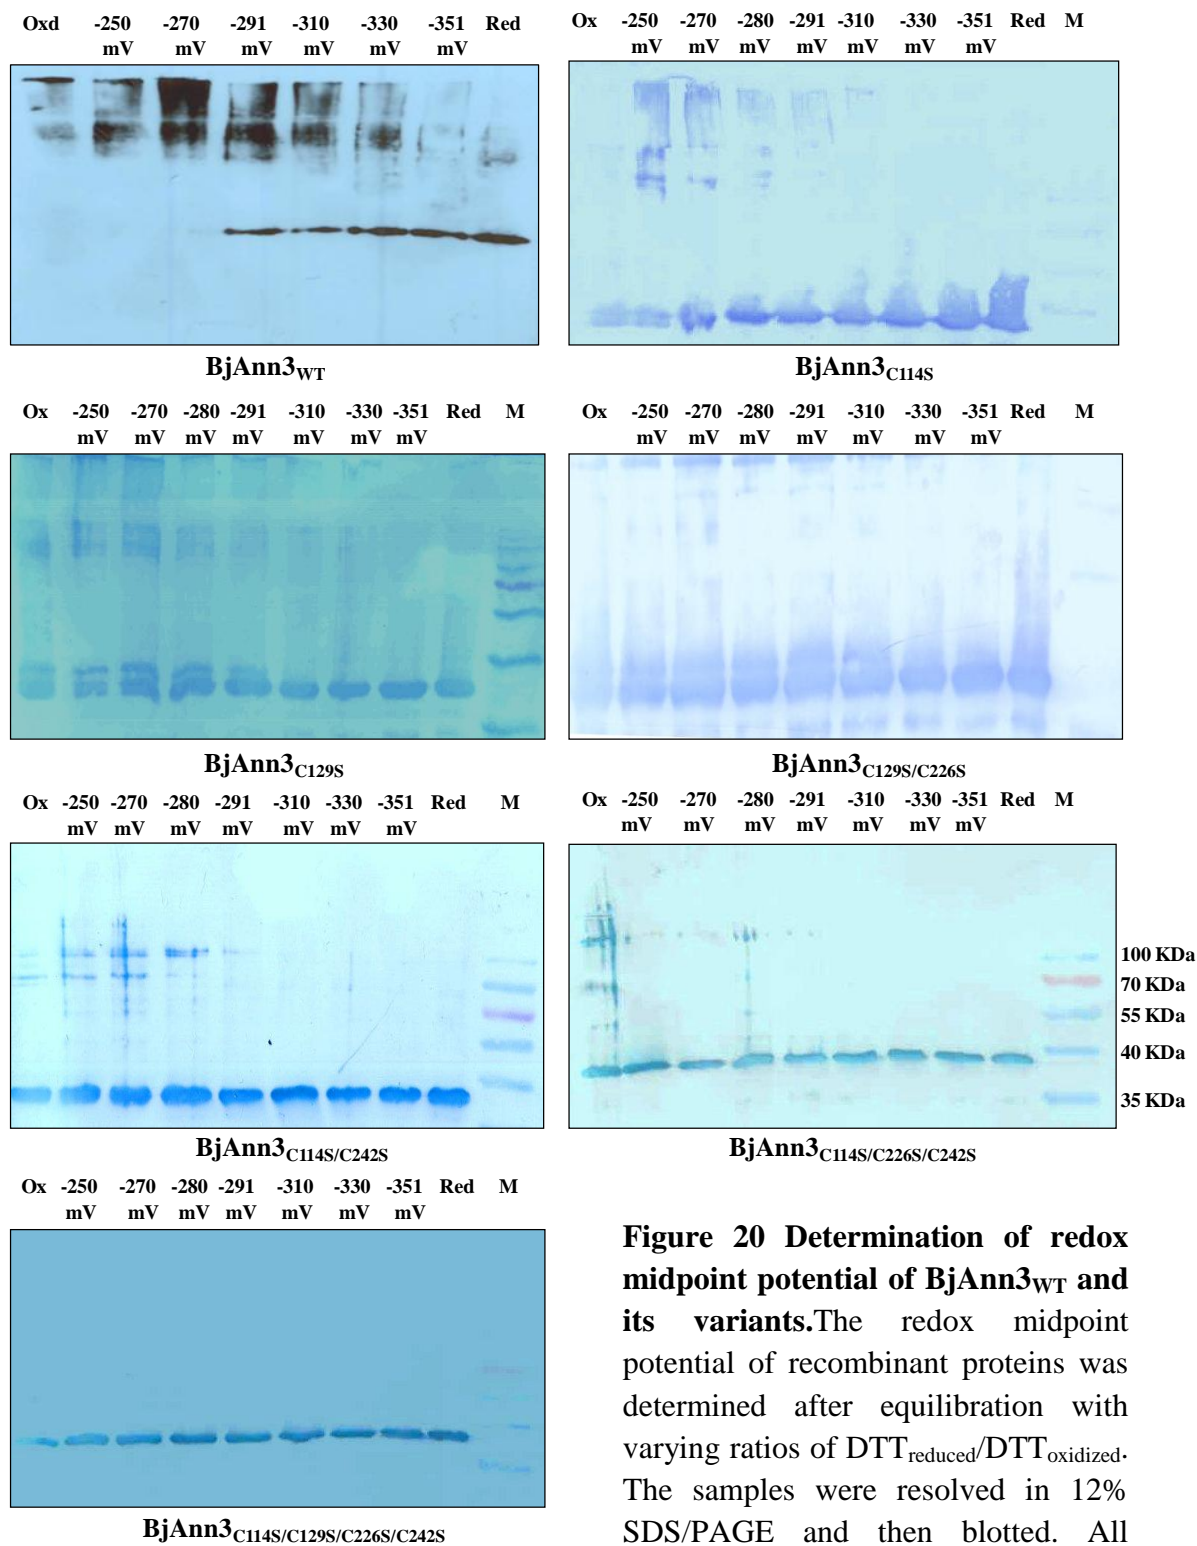 Oxd -250 -270 -291 -310 -330 -351 Red
mV mV mV mV mV mV
BjAnn3WT
Ox -250 -270 -280 -291 -310 -330 -351 Red M
mV mV mV mV mV mV mV
BjAnn3C114S
Ox -250 -270 -280 -291 -310 -330 -351 Red M
mV mV mV mV mV mV mV
BjAnn3C129S
Ox -250 -270 -280 -291 -310 -330 -351 Red M
mV mV mV mV mV mV mV
BjAnn3C129S/C226S
Ox -250 -270 -280 -291 -310 -330 -351 Red M
mV mV mV mV mV mV mV
BjAnn3C114S/C242S
Ox -250 -270 -280 -291 -310 -330 -351 Red M
mV mV mV mV mV mV mV
100 KDa
70 KDa
55 KDa
40 KDa
35 KDa
BjAnn3C114S/C226S/C242S
Ox -250 -270 -280 -291 -310 -330 -351 Red M
mV mV mV mV mV mV mV
BjAnn3C114S/C129S/C226S/C242S
Figure 20 Determination of redox
midpoint potential of BjAnn3WT and
its variants.The redox midpoint
potential of recombinant proteins was
determined after equilibration with
varying ratios of DTTreduced/DTToxidized.
The samples were resolved in 12%
SDS/PAGE and then blotted. All